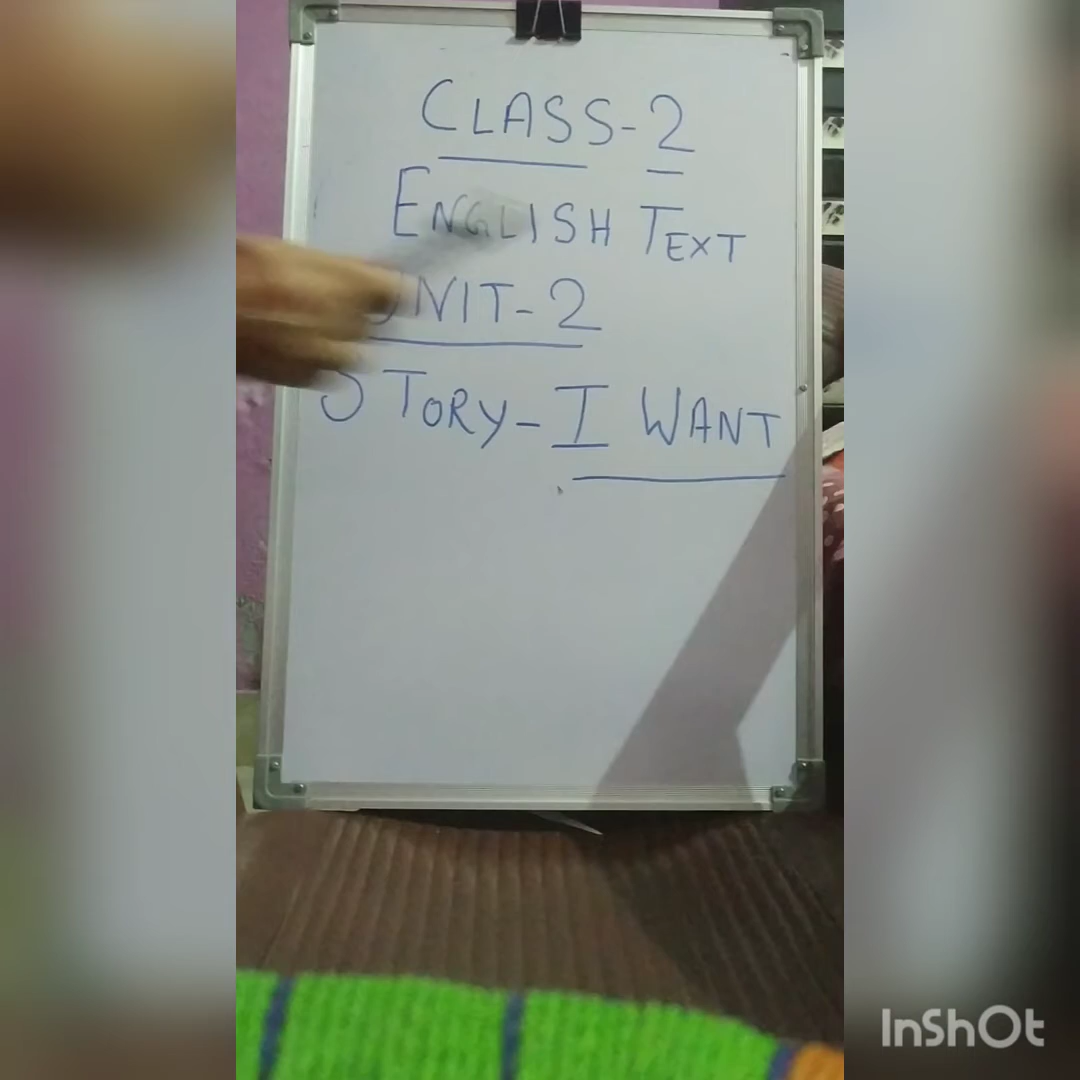 CLASS-2
ENGLISH TEXT
UNIT-2
STORY-I WANT
InShOt